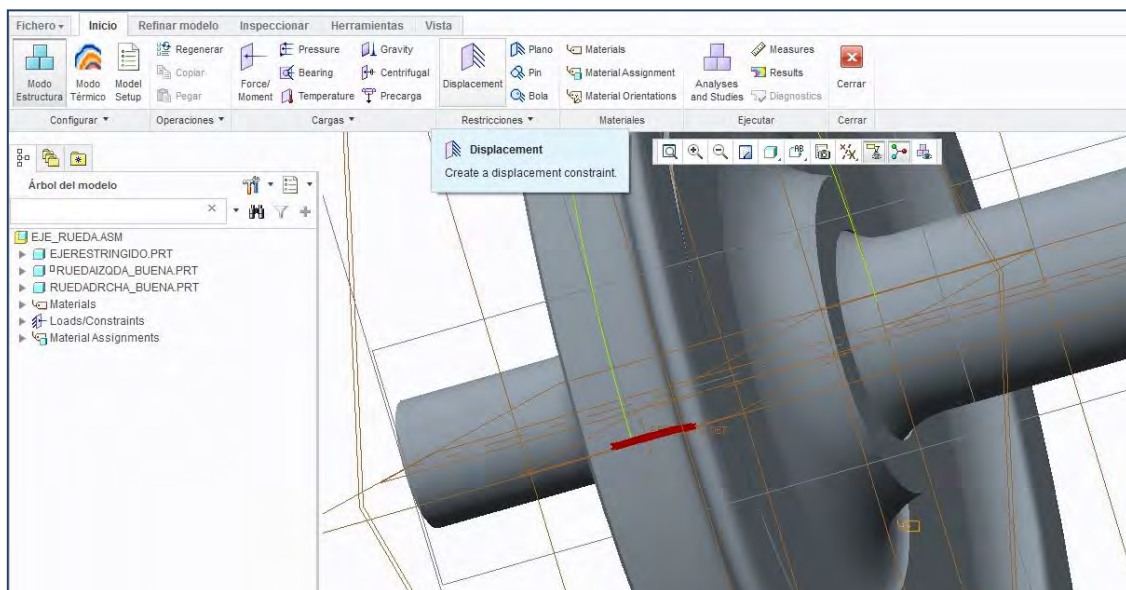 Fichero Inicio Refinar modelo Inspeccionar Herramientas Vista
Modo Estructura
Modo Térmico
Model Setup
Configurar
Regenerar
Copiar
Pegar
Operaciones
Force/ Moment
Pressure
Bearing
Temperature
Gravity
Centrifugal
Precarga
Cargas
Displacement
Plano
Pin
Bola
Restricciones
Materials
Material Assignment
Material Orientations
Materiales
Analyses and Studies
Measures
Results
Diagnostics
Ejecutar
Cerrar
Cerrar
Displacement
Create a displacement constraint.
Árbol del modelo
EJE_RUEDA.ASM
EJERESTRINGIDO.PRT
RUEDAIZQDA_BUENA.PRT
RUEDADRCHA_BUENA.PRT
Materials
Loads/Constraints
Material Assignments